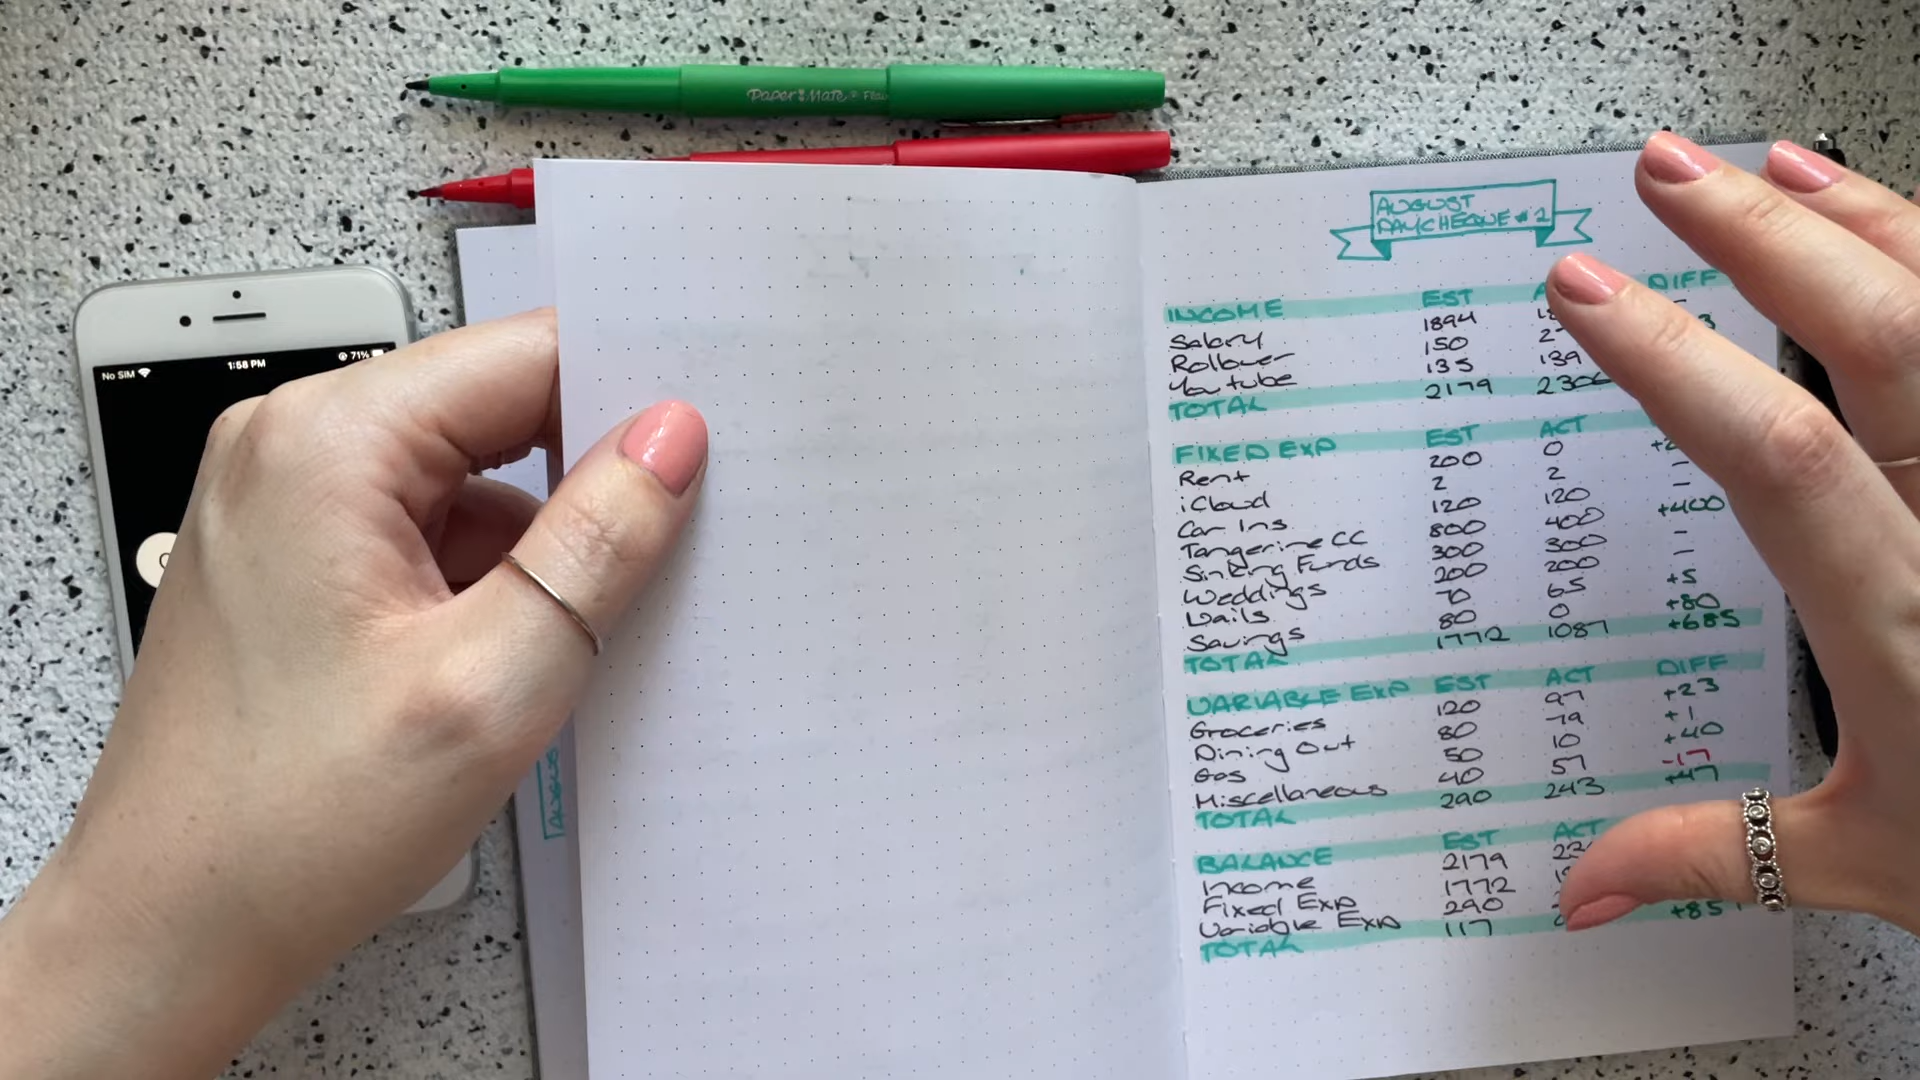 Paper Mate Flair
No SIM 1:58 PM 71%
AUGUST
PAYCHEQUE #2
INCOME EST DIFF
Salary 1894 -
Rollover 150
Youtube 135 139
TOTAL 2179 2306
FIXED EXP EST ACT
Rent 200 0
iCloud 2 2 -
Car Ins 120 120 -
Tangerine CC 800 400 +400
Sinking Funds 300 300 -
Weddings 200 200 -
Nails 70 65 +5
Savings 80 0 +80
TOTAL 1772 1087 +685
VARIABLE EXP EST ACT DIFF
Groceries 120 97 +23
Dining Out 80 79 +1
Gas 50 10 +40
Miscellaneous 40 57 -17
TOTAL 290 243 +47
BALANCE EST ACT
Income 2179
Fixed Exp 1772
Variable Exp 290
TOTAL 117